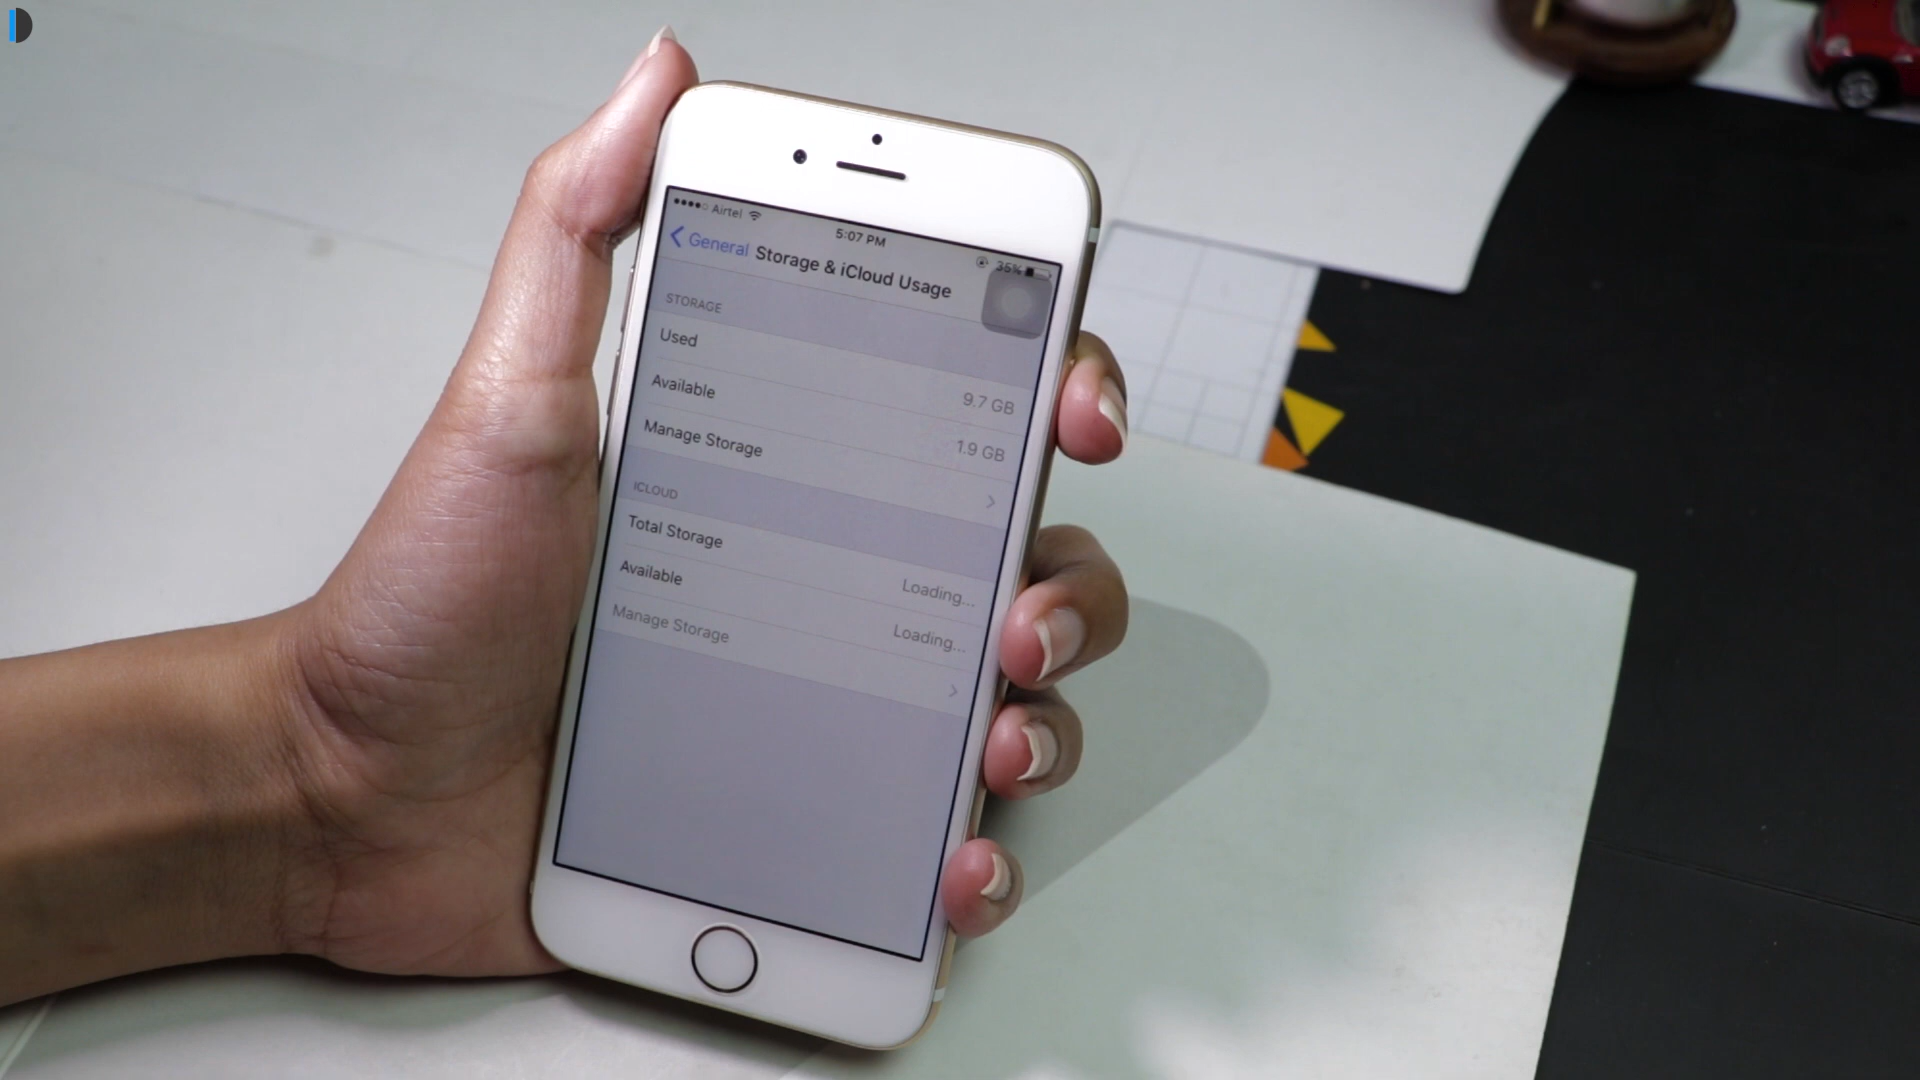 Airtel
5:07 PM
35%
General
Storage & iCloud Usage
STORAGE
Used
9.7 GB
Available
1.9 GB
Manage Storage
ICLOUD
Total Storage
Loading...
Available
Loading...
Manage Storage